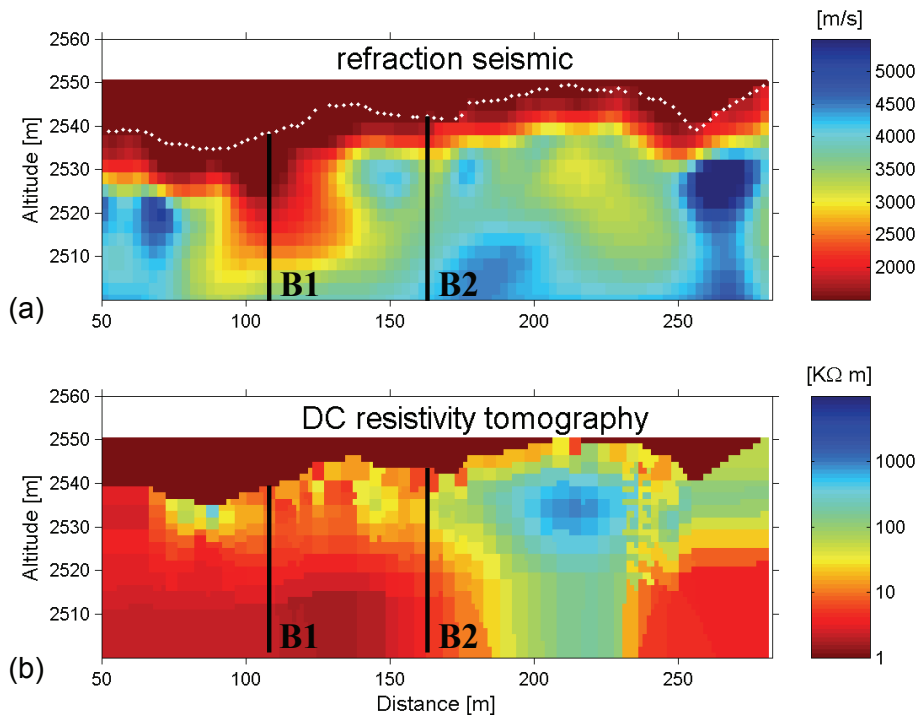 [m/s]
refraction seismic
2560
2550
2540
2530
2520
2510
Altitude [m]
5000
4500
4000
3500
3000
2500
2000
B1
B2
(a)
50
100
150
200
250
[KΩ m]
DC resistivity tomography
2560
2550
2540
2530
2520
2510
Altitude [m]
1000
100
10
1
B1
B2
(b)
50
100
150
200
250
Distance [m]